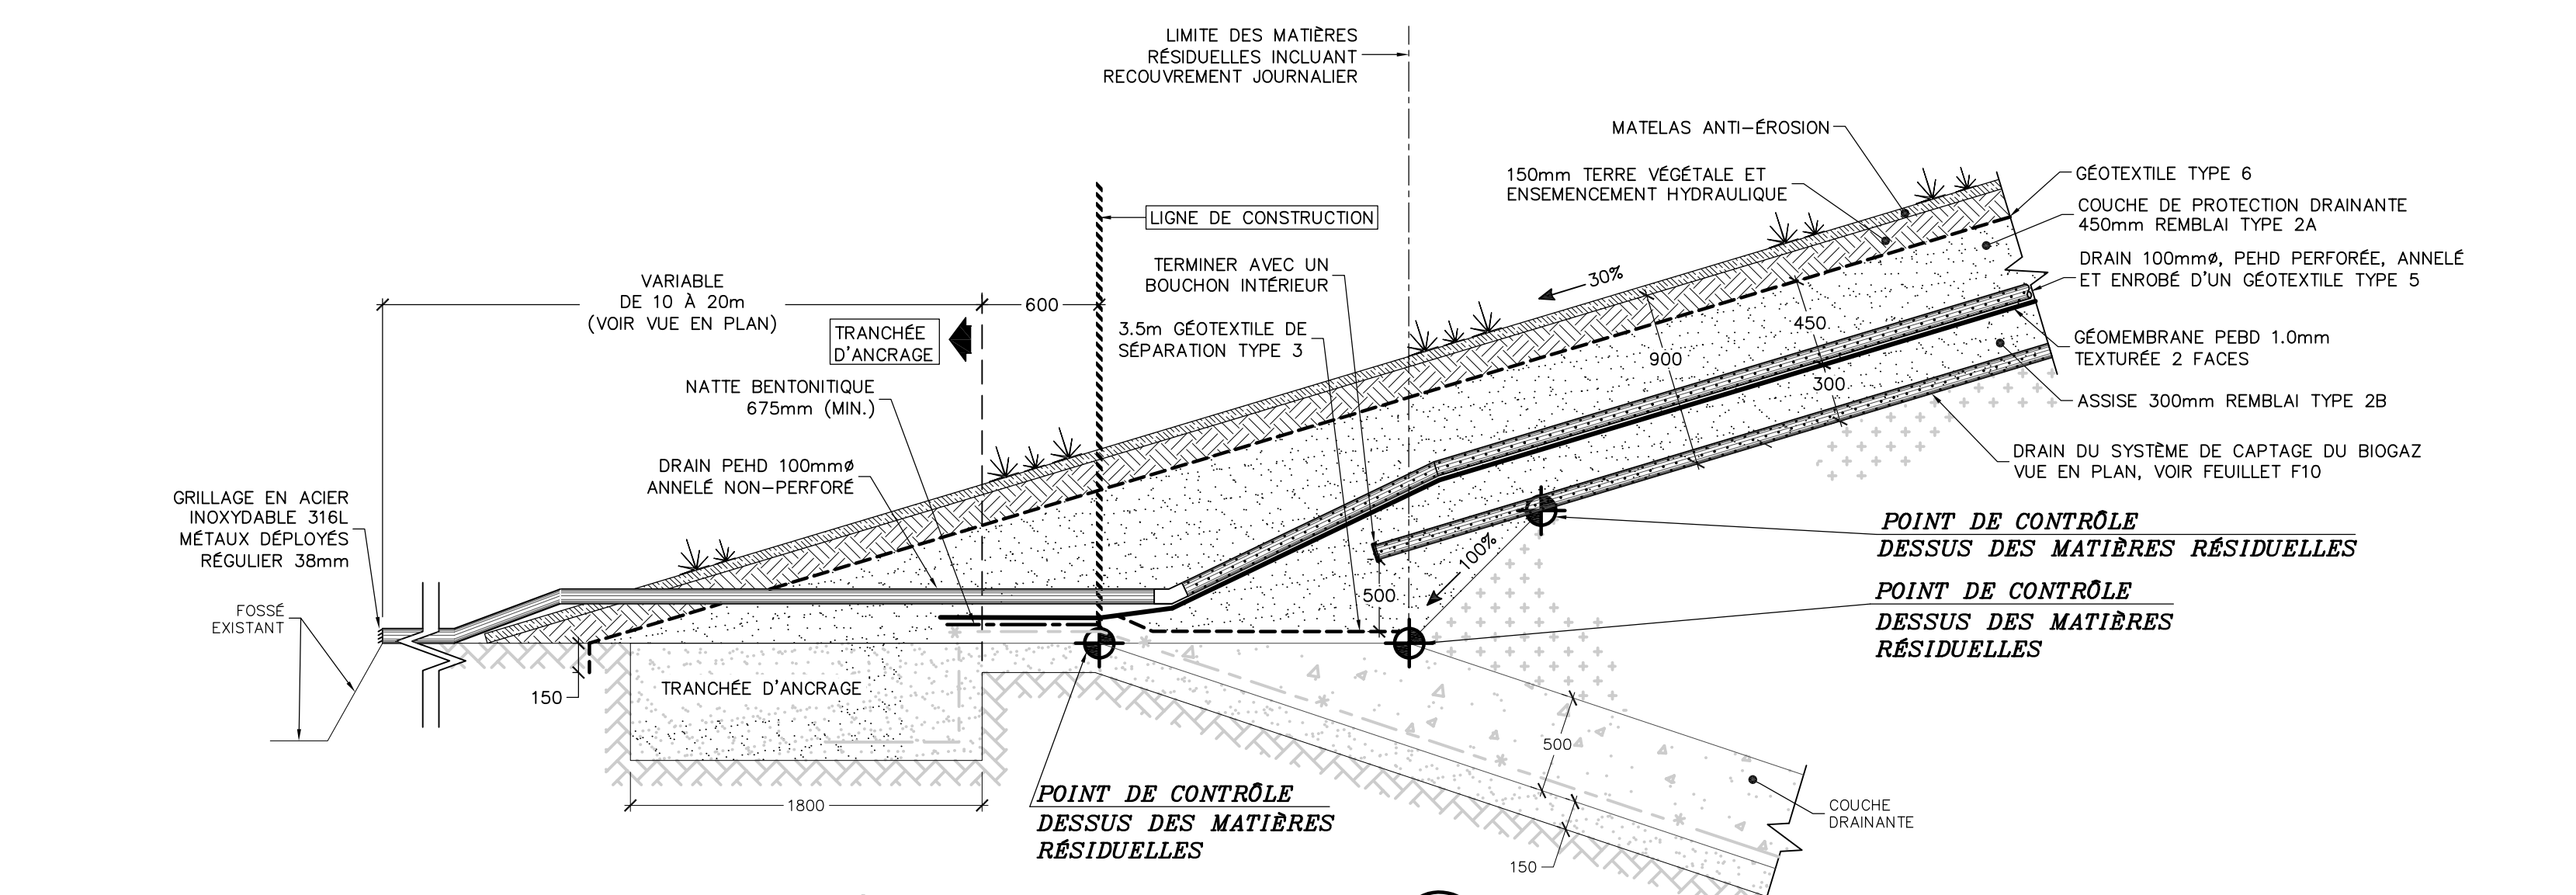 LIMITE DES MATIÈRES
RÉSIDUELLES INCLUANT
RECOUVREMENT JOURNALIER
MATELAS ANTI-ÉROSION
150mm TERRE VÉGÉTALE ET
ENSEMENCEMENT HYDRAULIQUE
GÉOTEXTILE TYPE 6
COUCHE DE PROTECTION DRAINANTE
450mm REMBLAI TYPE 2A
DRAIN 100mmø, PEHD PERFORÉE, ANNELÉ
ET ENROBÉ D'UN GÉOTEXTILE TYPE 5
GÉOMEMBRANE PEBD 1.0mm
TEXTURÉE 2 FACES
ASSISE 300mm REMBLAI TYPE 2B
DRAIN DU SYSTÈME DE CAPTAGE DU BIOGAZ
VUE EN PLAN, VOIR FEUILLET F10
LIGNE DE CONSTRUCTION
TERMINER AVEC UN
BOUCHON INTÉRIEUR
3.5m GÉOTEXTILE DE
SÉPARATION TYPE 3
30%
450
900
300
VARIABLE
DE 10 À 20m
(VOIR VUE EN PLAN)
600
TRANCHÉE
D'ANCRAGE
NATTE BENTONITIQUE
675mm (MIN.)
DRAIN PEHD 100mmø
ANNELÉ NON-PERFORÉ
GRILLAGE EN ACIER
INOXYDABLE 316L
MÉTAUX DÉPLOYÉS
RÉGULIER 38mm
FOSSÉ
EXISTANT
100%
500
POINT DE CONTRÔLE
DESSUS DES MATIÈRES RÉSIDUELLES
POINT DE CONTRÔLE
DESSUS DES MATIÈRES
RÉSIDUELLES
150
TRANCHÉE D'ANCRAGE
1800
POINT DE CONTRÔLE
DESSUS DES MATIÈRES
RÉSIDUELLES
500
150
COUCHE
DRAINANTE